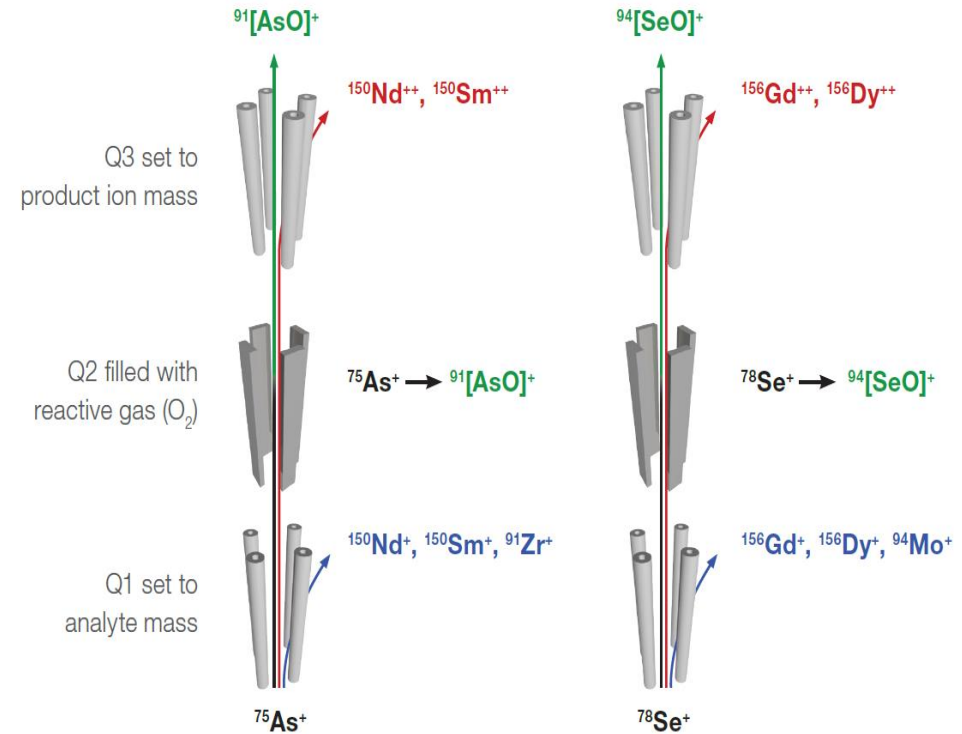 ⁹¹[AsO]⁺
⁹⁴[SeO]⁺
¹⁵⁰Nd⁺⁺, ¹⁵⁰Sm⁺⁺
¹⁵⁶Gd⁺⁺, ¹⁵⁶Dy⁺⁺
Q3 set to
product ion mass
Q2 filled with
reactive gas (O₂)
⁷⁵As⁺ → ⁹¹[AsO]⁺
⁷⁸Se⁺ → ⁹⁴[SeO]⁺
¹⁵⁰Nd⁺, ¹⁵⁰Sm⁺, ⁹¹Zr⁺
¹⁵⁶Gd⁺, ¹⁵⁶Dy⁺, ⁹⁴Mo⁺
Q1 set to
analyte mass
⁷⁵As⁺
⁷⁸Se⁺